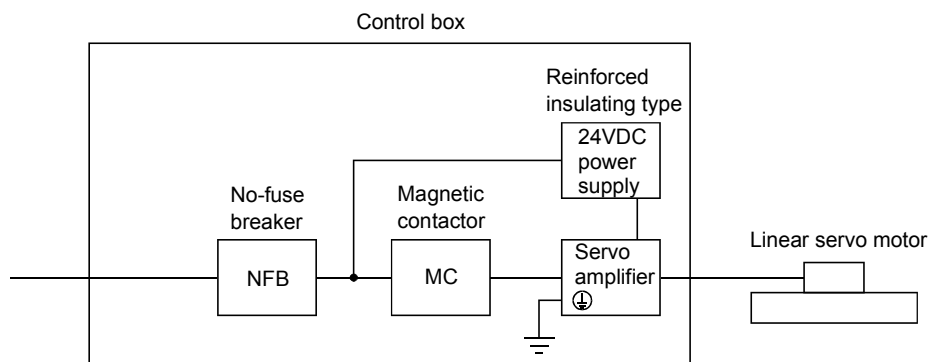 Control box
Reinforced
insulating type
24VDC
power
supply
No-fuse
breaker
Magnetic
contactor
NFB
MC
Servo
amplifier
Linear servo motor